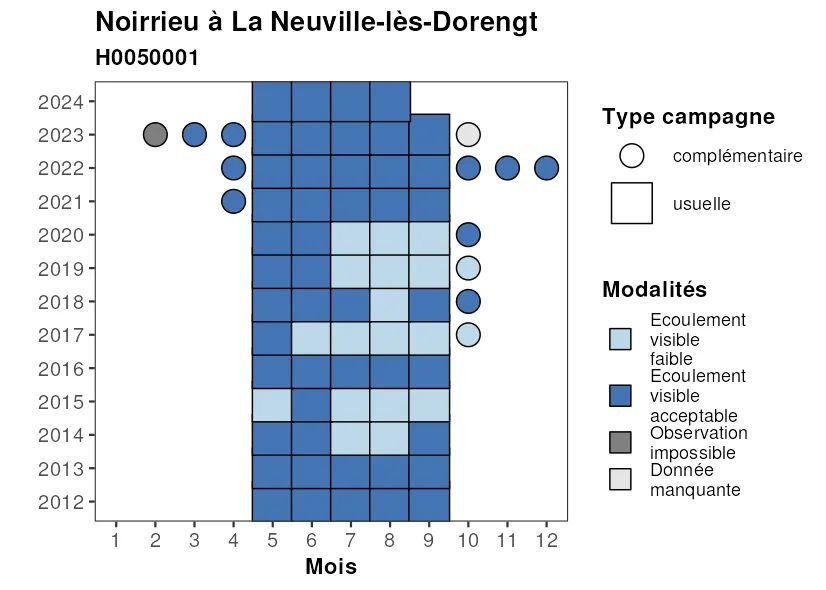 Noirrieu à La Neuville-lès-Dorengt
H0050001
2024
2023
2022
2021
2020
2019
2018
2017
2016
2015
2014
2013
2012
1 2 3 4 5 6 7 8 9 10 11 12
Mois
Type campagne
complémentaire
usuelle
Modalités
Ecoulement
visible
faible
Ecoulement
visible
acceptable
Observation
impossible
Donnée
manquante